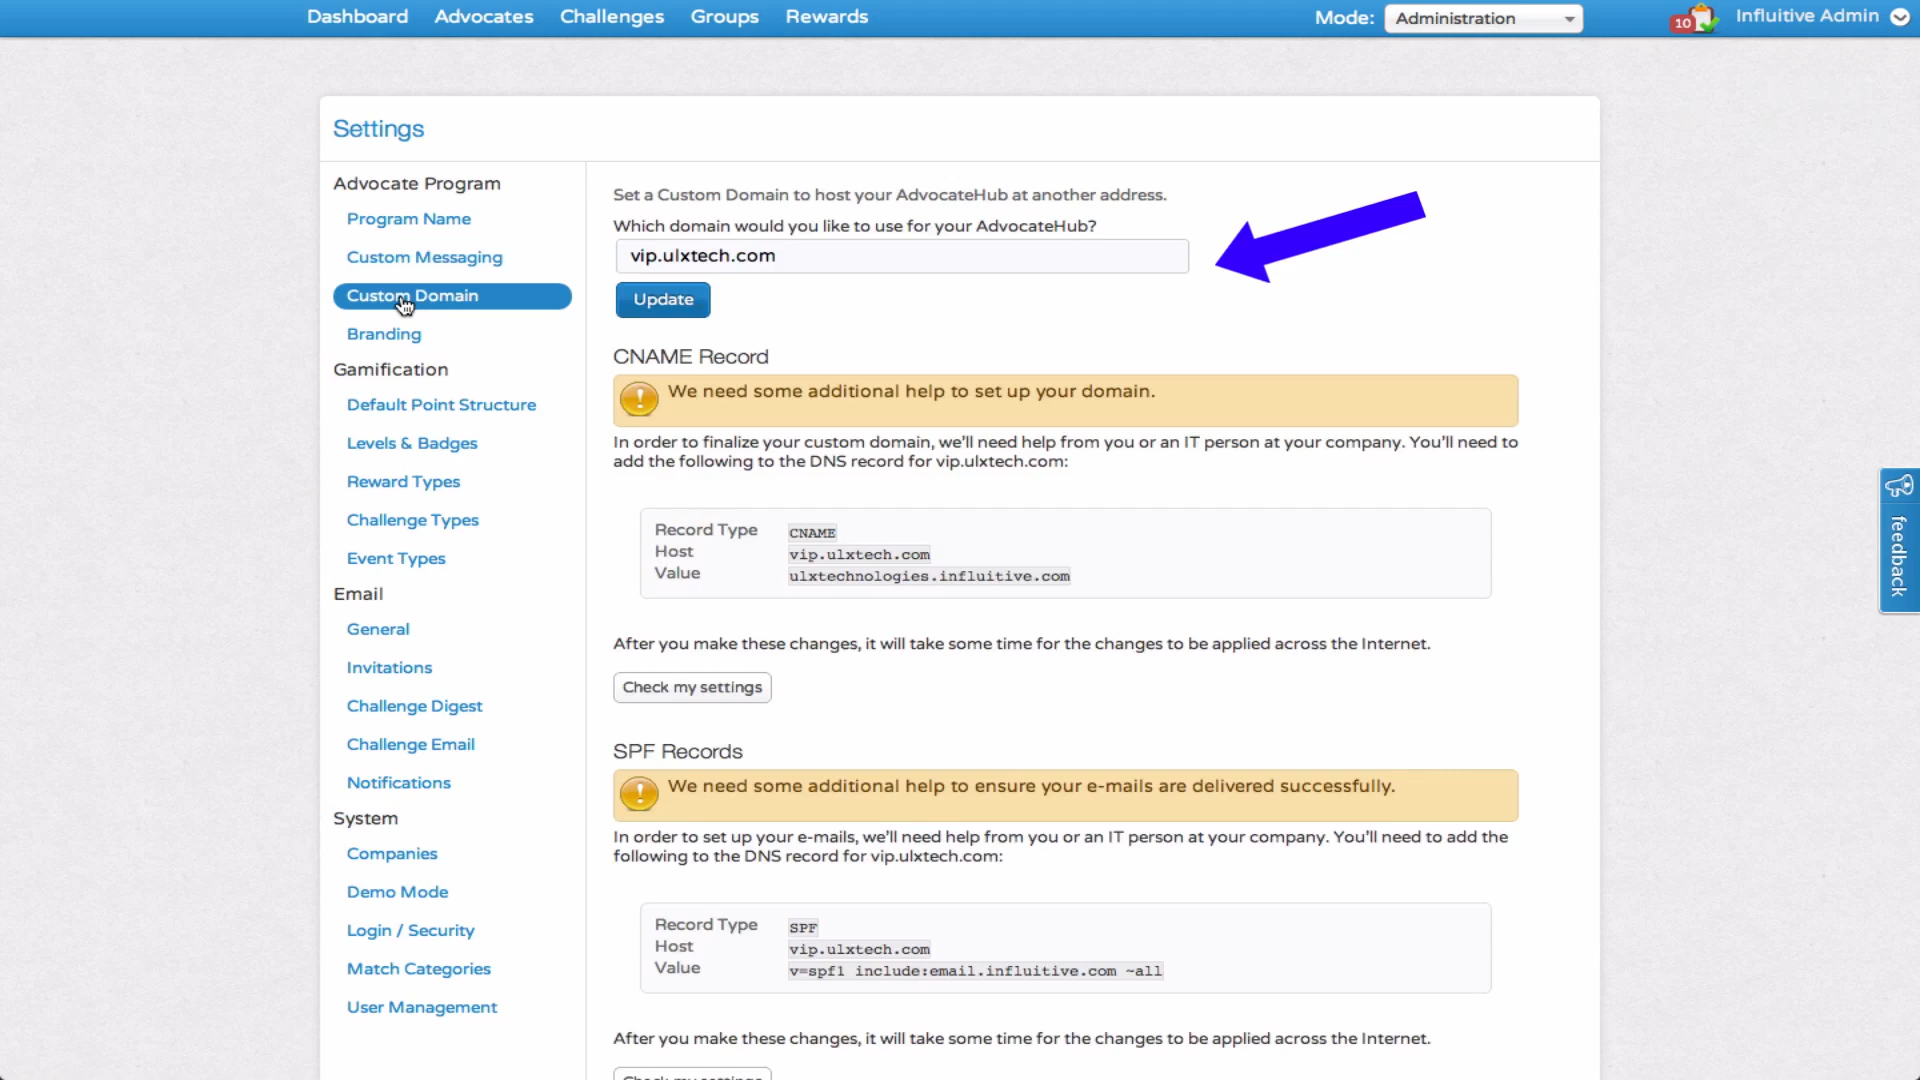 Dashboard Advocates Challenges Groups Rewards Mode: Administration 10 Influitive Admin
Settings
Advocate Program
Program Name
Custom Messaging
Custom Domain
Branding
Gamification
Default Point Structure
Levels & Badges
Reward Types
Challenge Types
Event Types
Email
General
Invitations
Challenge Digest
Challenge Email
Notifications
System
Companies
Demo Mode
Login / Security
Match Categories
User Management
Set a Custom Domain to host your AdvocateHub at another address.
Which domain would you like to use for your AdvocateHub?
vip.ulxtech.com
Update
CNAME Record
We need some additional help to set up your domain.
In order to finalize your custom domain, we'll need help from you or an IT person at your company. You'll need to
add the following to the DNS record for vip.ulxtech.com:
Record Type CNAME
Host vip.ulxtech.com
Value ulxtechnologies.influitive.com
After you make these changes, it will take some time for the changes to be applied across the Internet.
Check my settings
SPF Records
We need some additional help to ensure your e-mails are delivered successfully.
In order to set up your e-mails, we'll need help from you or an IT person at your company. You'll need to add the
following to the DNS record for vip.ulxtech.com:
Record Type SPF
Host vip.ulxtech.com
Value v=spf1 include:email.influitive.com ~all
After you make these changes, it will take some time for the changes to be applied across the Internet.
Check my settings
feedback